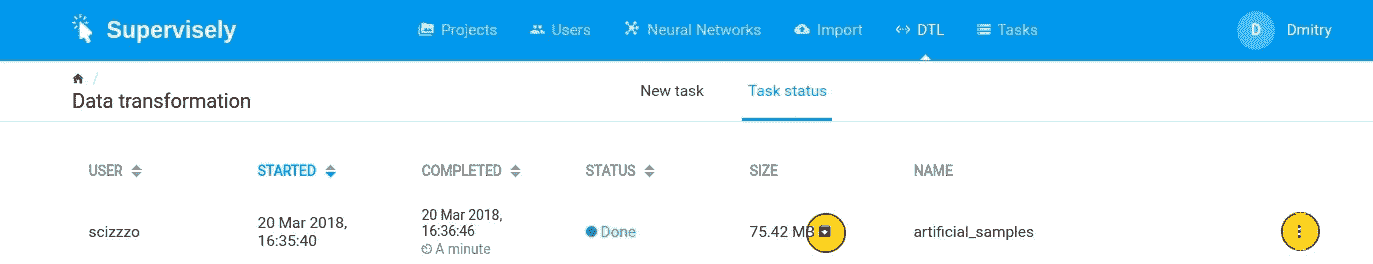 Supervisely
Projects
Users
Neural Networks
Import
DTL
Tasks
D
Dmitry
/
Data transformation
New task
Task status
USER
STARTED
COMPLETED
STATUS
SIZE
NAME
scizzzo
20 Mar 2018,
16:35:40
20 Mar 2018,
16:36:46
A minute
Done
75.42 MB
artificial_samples